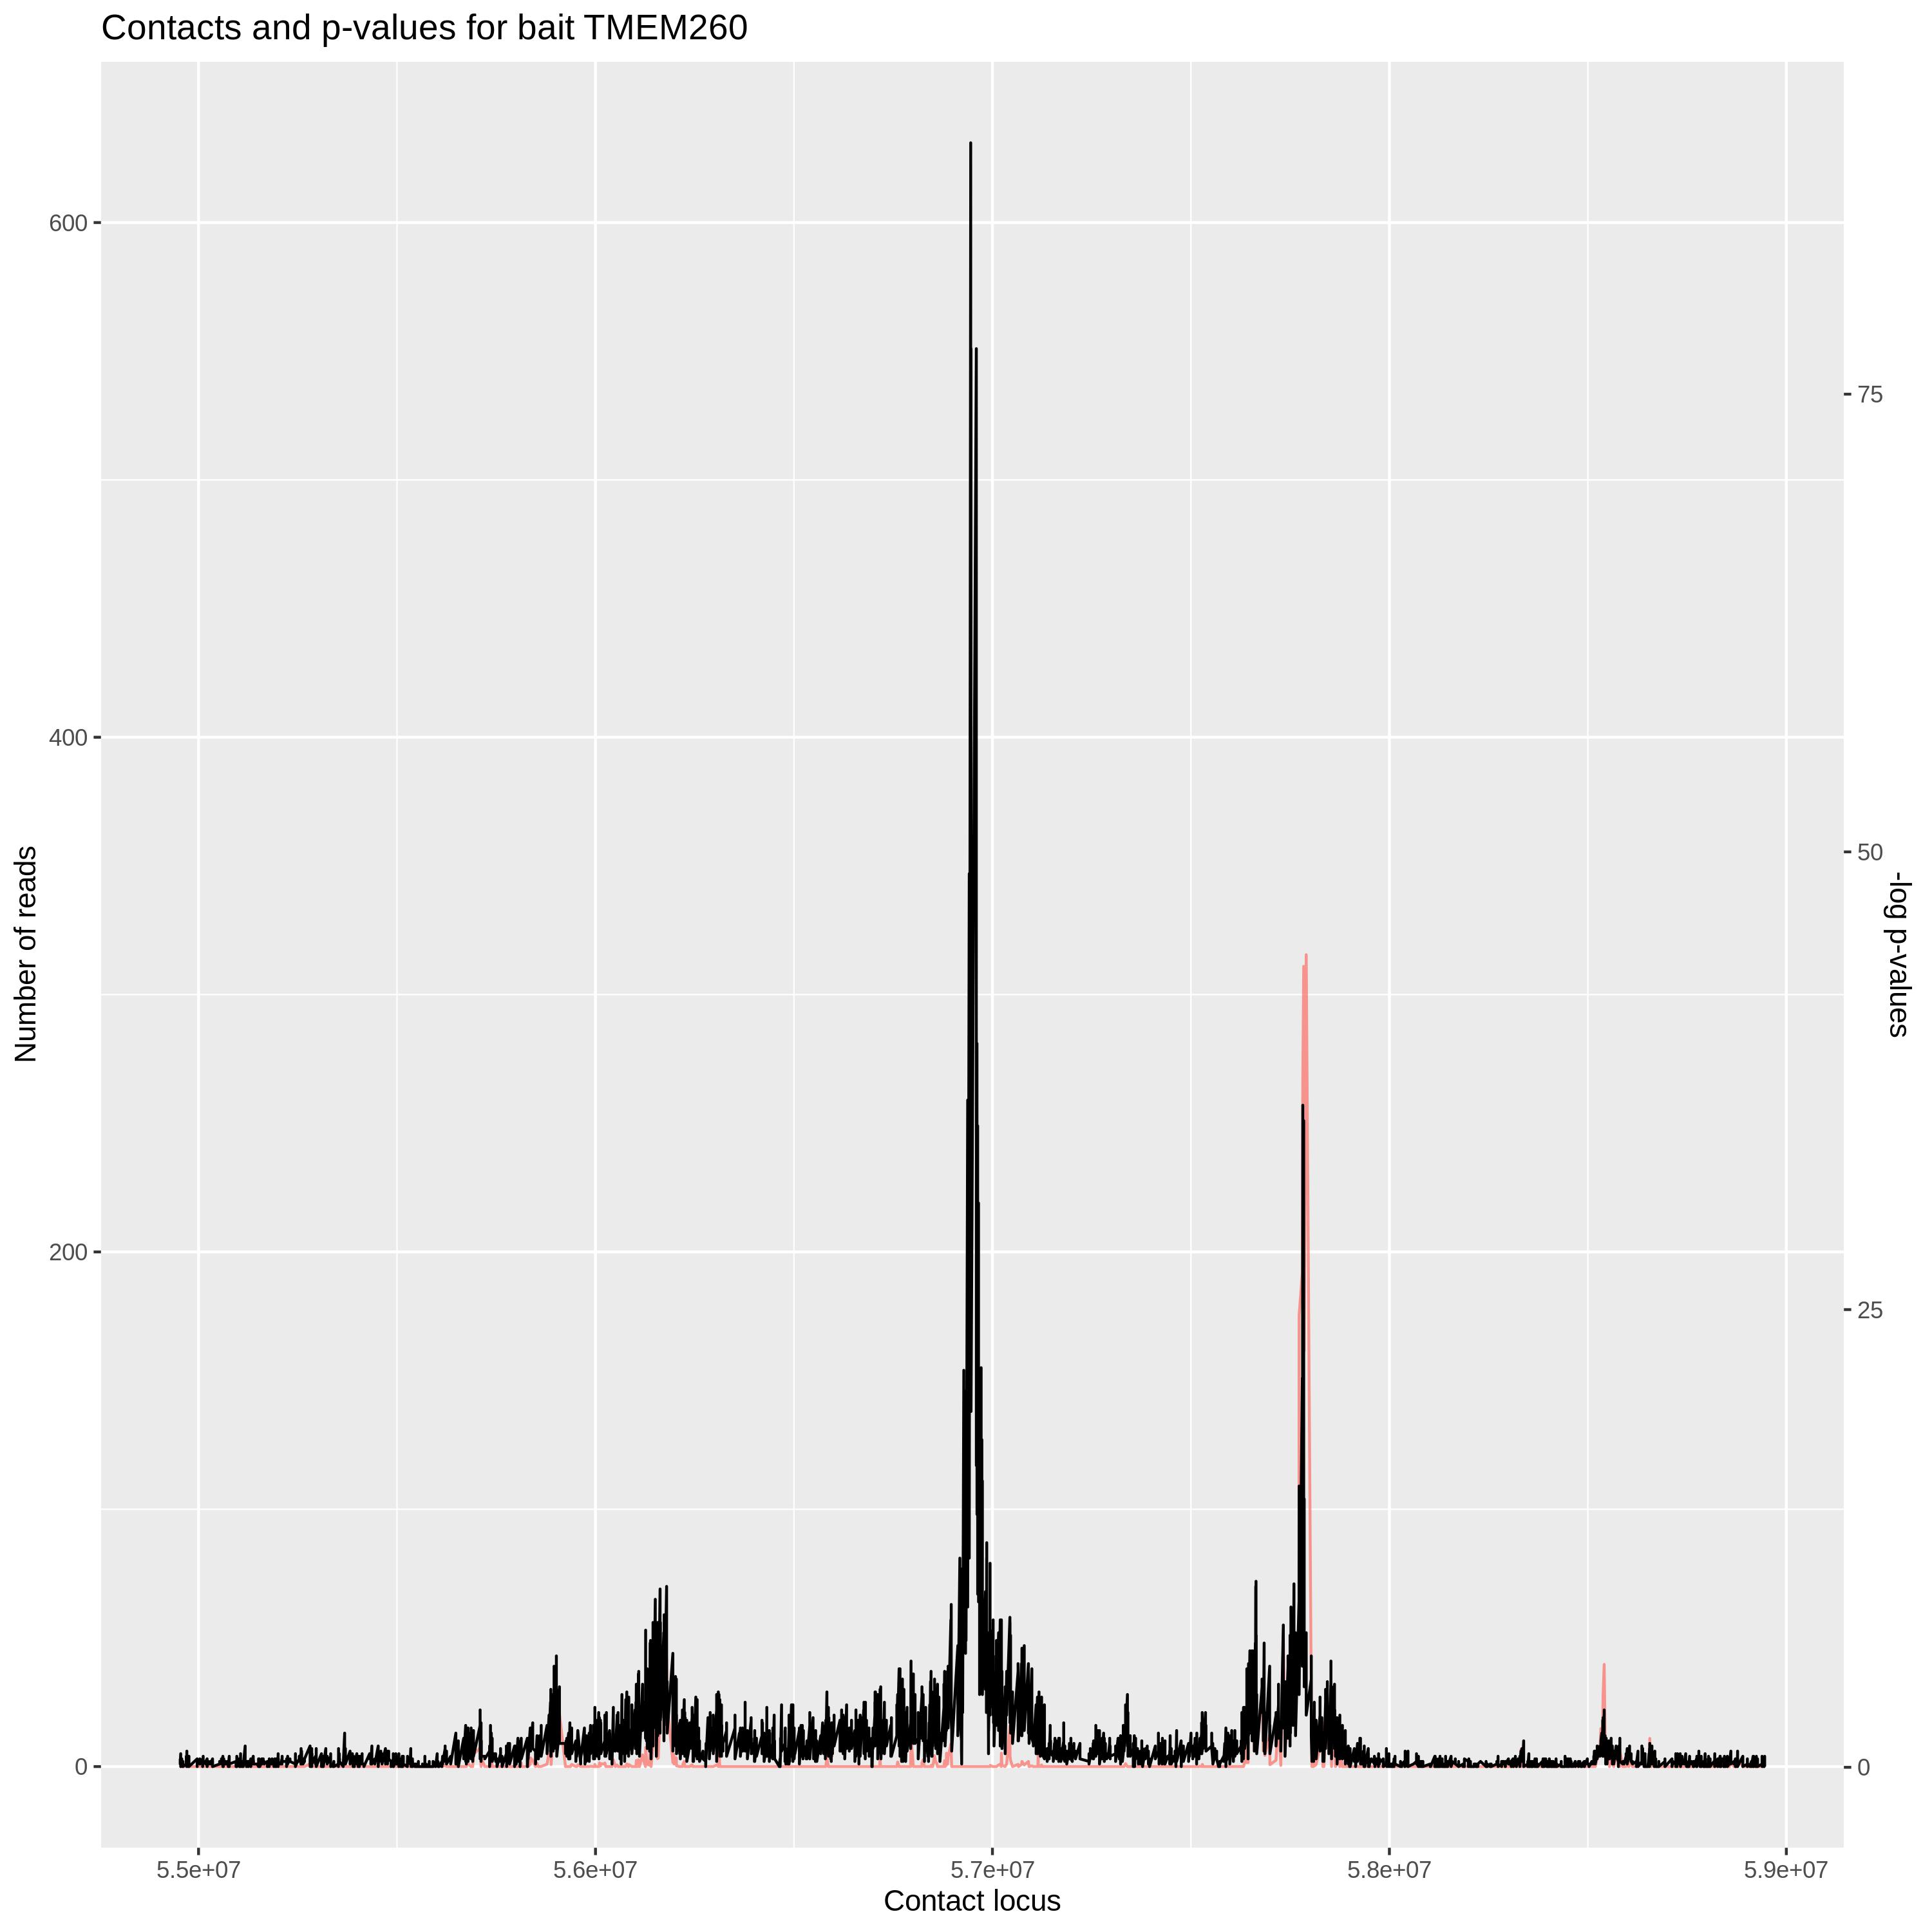 Contacts and p-values for bait TMEM260
600
400
200
0
Number of reads
75
50
25
0
-log p-values
5.5e+07
5.6e+07
5.7e+07
5.8e+07
5.9e+07
Contact locus